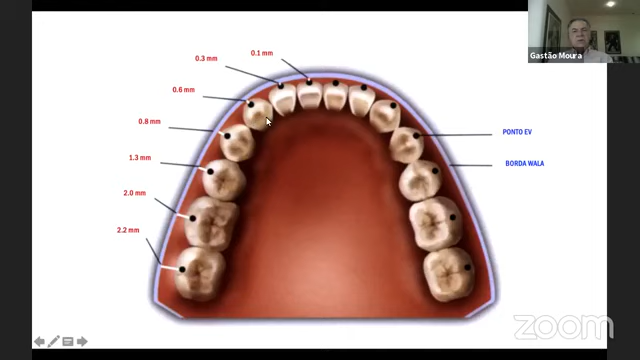 0.1 mm
0.3 mm
0.6 mm
0.8 mm
1.3 mm
2.0 mm
2.2 mm
PONTO EV
BORDA WALA
Gastão Moura
zoom